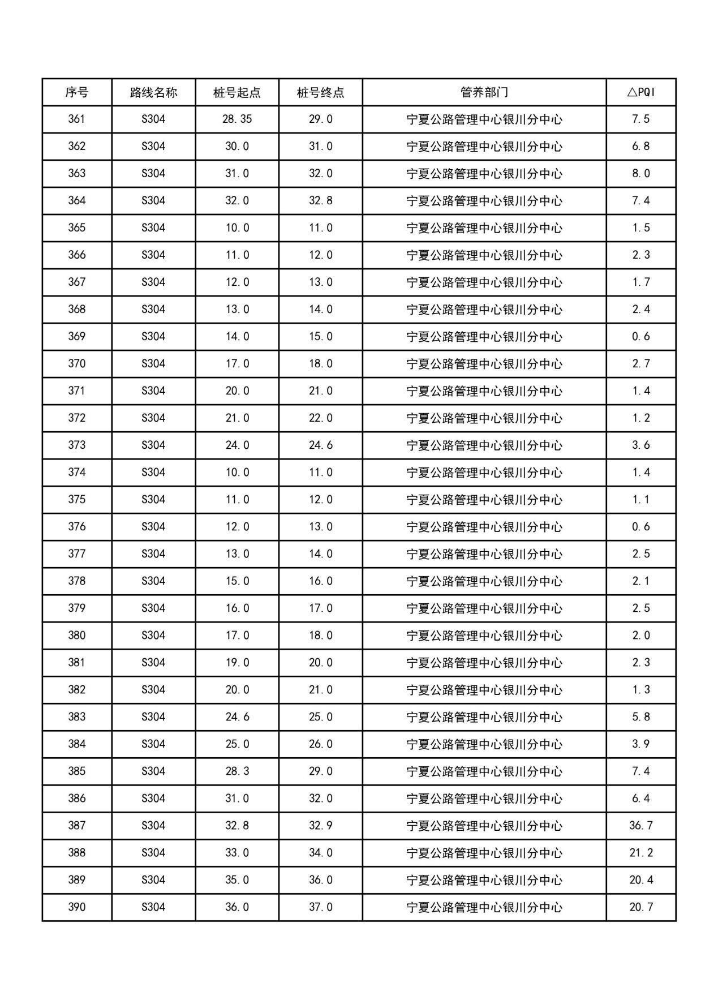 序号 路线名称 桩号起点 桩号终点 管养部门 △PQI
361 S304 28.35 29.0 宁夏公路管理中心银川分中心 7.5
362 S304 30.0 31.0 宁夏公路管理中心银川分中心 6.8
363 S304 31.0 32.0 宁夏公路管理中心银川分中心 8.0
364 S304 32.0 32.8 宁夏公路管理中心银川分中心 7.4
365 S304 10.0 11.0 宁夏公路管理中心银川分中心 1.5
366 S304 11.0 12.0 宁夏公路管理中心银川分中心 2.3
367 S304 12.0 13.0 宁夏公路管理中心银川分中心 1.7
368 S304 13.0 14.0 宁夏公路管理中心银川分中心 2.4
369 S304 14.0 15.0 宁夏公路管理中心银川分中心 0.6
370 S304 17.0 18.0 宁夏公路管理中心银川分中心 2.7
371 S304 20.0 21.0 宁夏公路管理中心银川分中心 1.4
372 S304 21.0 22.0 宁夏公路管理中心银川分中心 1.2
373 S304 24.0 24.6 宁夏公路管理中心银川分中心 3.6
374 S304 10.0 11.0 宁夏公路管理中心银川分中心 1.4
375 S304 11.0 12.0 宁夏公路管理中心银川分中心 1.1
376 S304 12.0 13.0 宁夏公路管理中心银川分中心 0.6
377 S304 13.0 14.0 宁夏公路管理中心银川分中心 2.5
378 S304 15.0 16.0 宁夏公路管理中心银川分中心 2.1
379 S304 16.0 17.0 宁夏公路管理中心银川分中心 2.5
380 S304 17.0 18.0 宁夏公路管理中心银川分中心 2.0
381 S304 19.0 20.0 宁夏公路管理中心银川分中心 2.3
382 S304 20.0 21.0 宁夏公路管理中心银川分中心 1.3
383 S304 24.6 25.0 宁夏公路管理中心银川分中心 5.8
384 S304 25.0 26.0 宁夏公路管理中心银川分中心 3.9
385 S304 28.3 29.0 宁夏公路管理中心银川分中心 7.4
386 S304 31.0 32.0 宁夏公路管理中心银川分中心 6.4
387 S304 32.8 32.9 宁夏公路管理中心银川分中心 36.7
388 S304 33.0 34.0 宁夏公路管理中心银川分中心 21.2
389 S304 35.0 36.0 宁夏公路管理中心银川分中心 20.4
390 S304 36.0 37.0 宁夏公路管理中心银川分中心 20.7